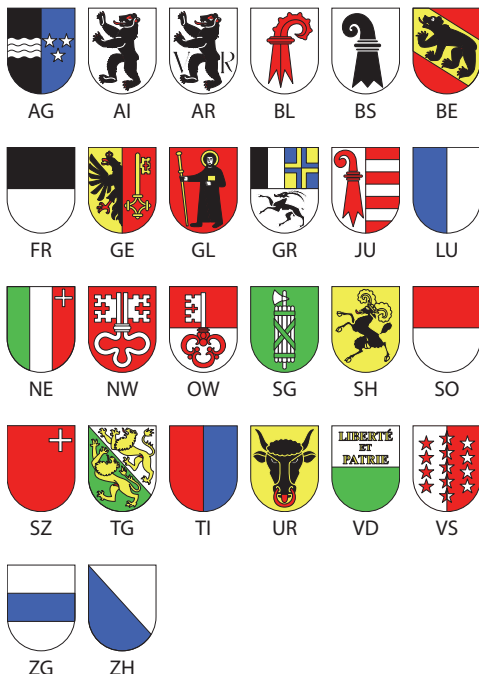 AG AI AR BL BS BE
V R
FR GE GL GR JU LU
NE NW OW SG SH SO
LIBERTÉ
ET
PATRIE
SZ TG TI UR VD VS
ZG ZH